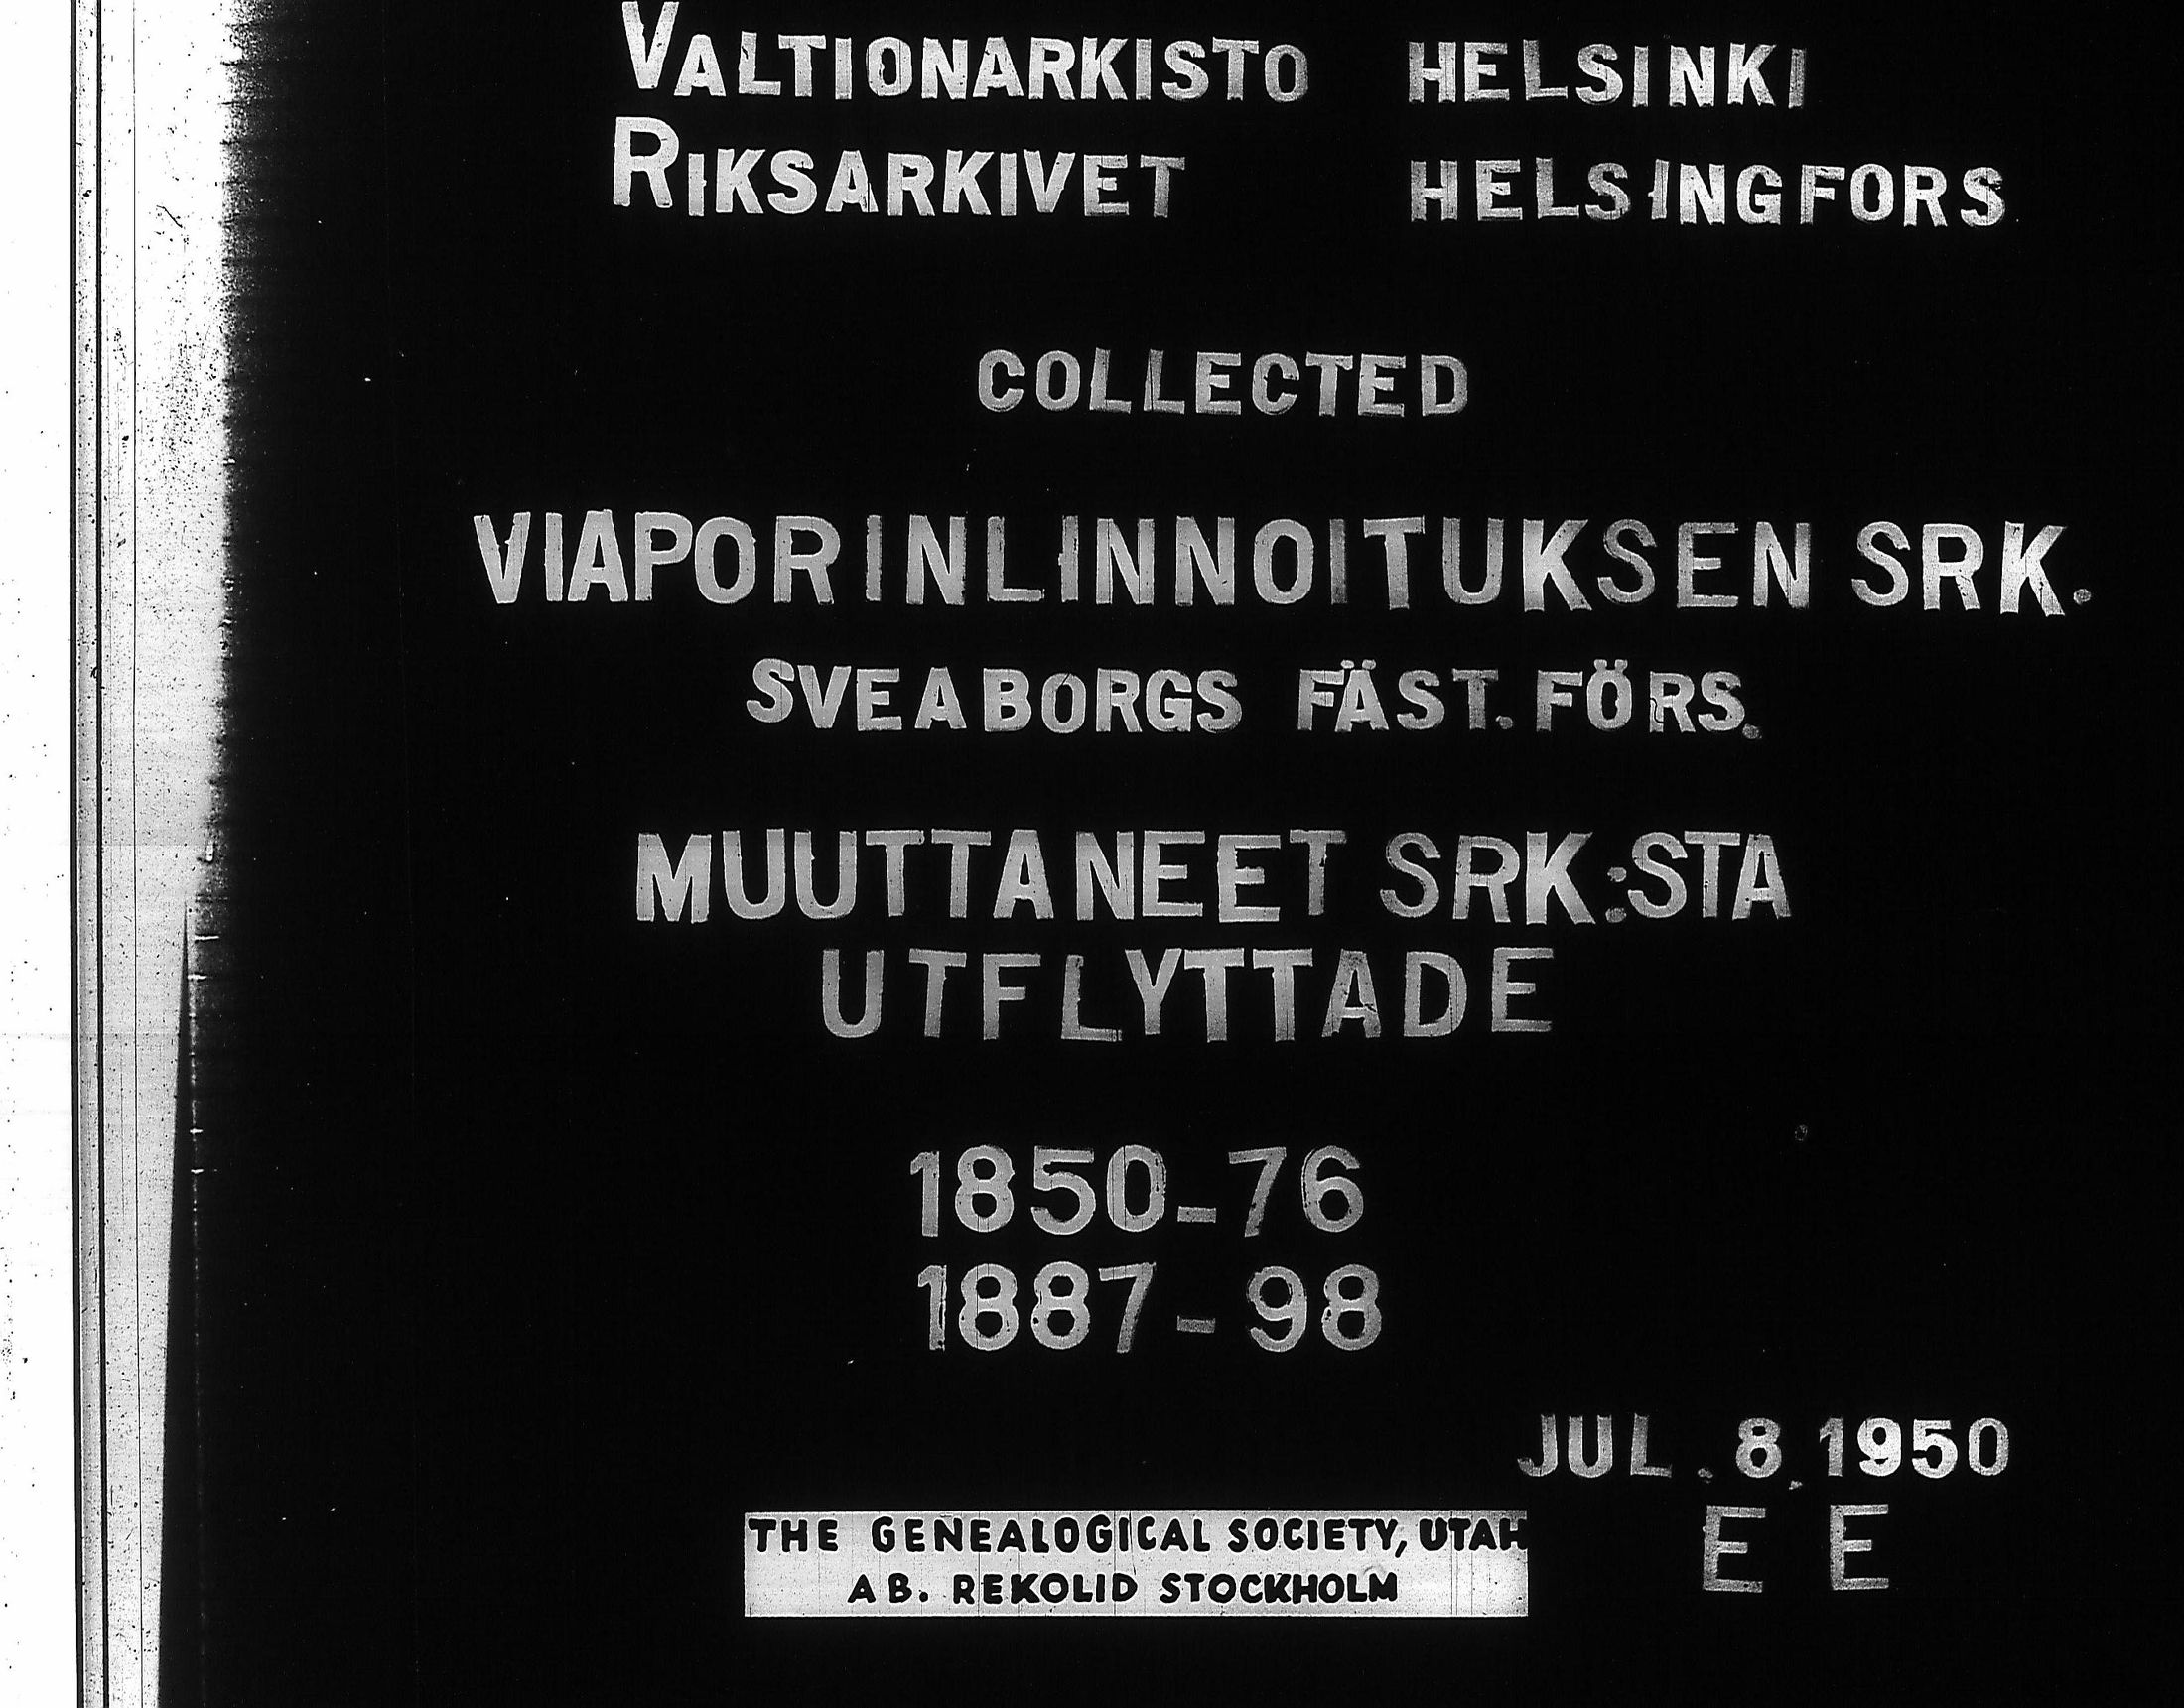 VALTIONARKISTO HELSINKI
RIKSARKIVET HELSINGFORS
COLLECTED
VIAPORINLINNOITUKSEN SRK.
SVEABORGS FÄST. FÖRS.
MUUTTANEET SRK:STA
UTFLYTTADE
1850-76
1887-98
JUL. 8. 1950
E E
THE GENEALOGICAL SOCIETY, UTAH
AB. REKOLID STOCKHOLM